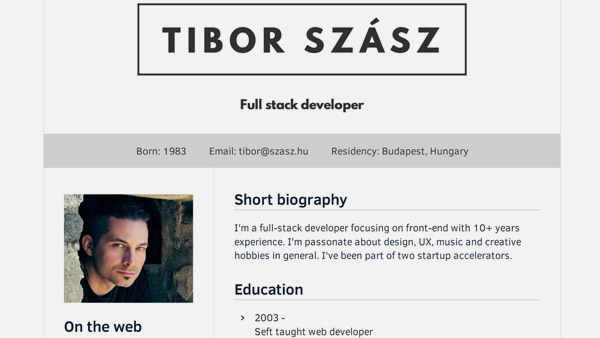 TIBOR SZÁSZ
Full stack developer
Born: 1983 Email: tibor@szasz.hu Residency: Budapest, Hungary
Short biography
I'm a full-stack developer focusing on front-end with 10+ years
experience. I'm passonate about design, UX, music and creative
hobbies in general. I've been part of two startup accelerators.
Education
2003 -
Seft taught web developer
On the web